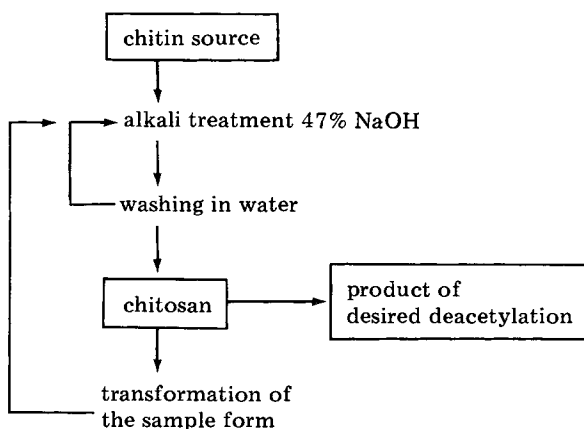 chitin source
alkali treatment 47% NaOH
washing in water
chitosan
product of
desired deacetylation
transformation of
the sample form